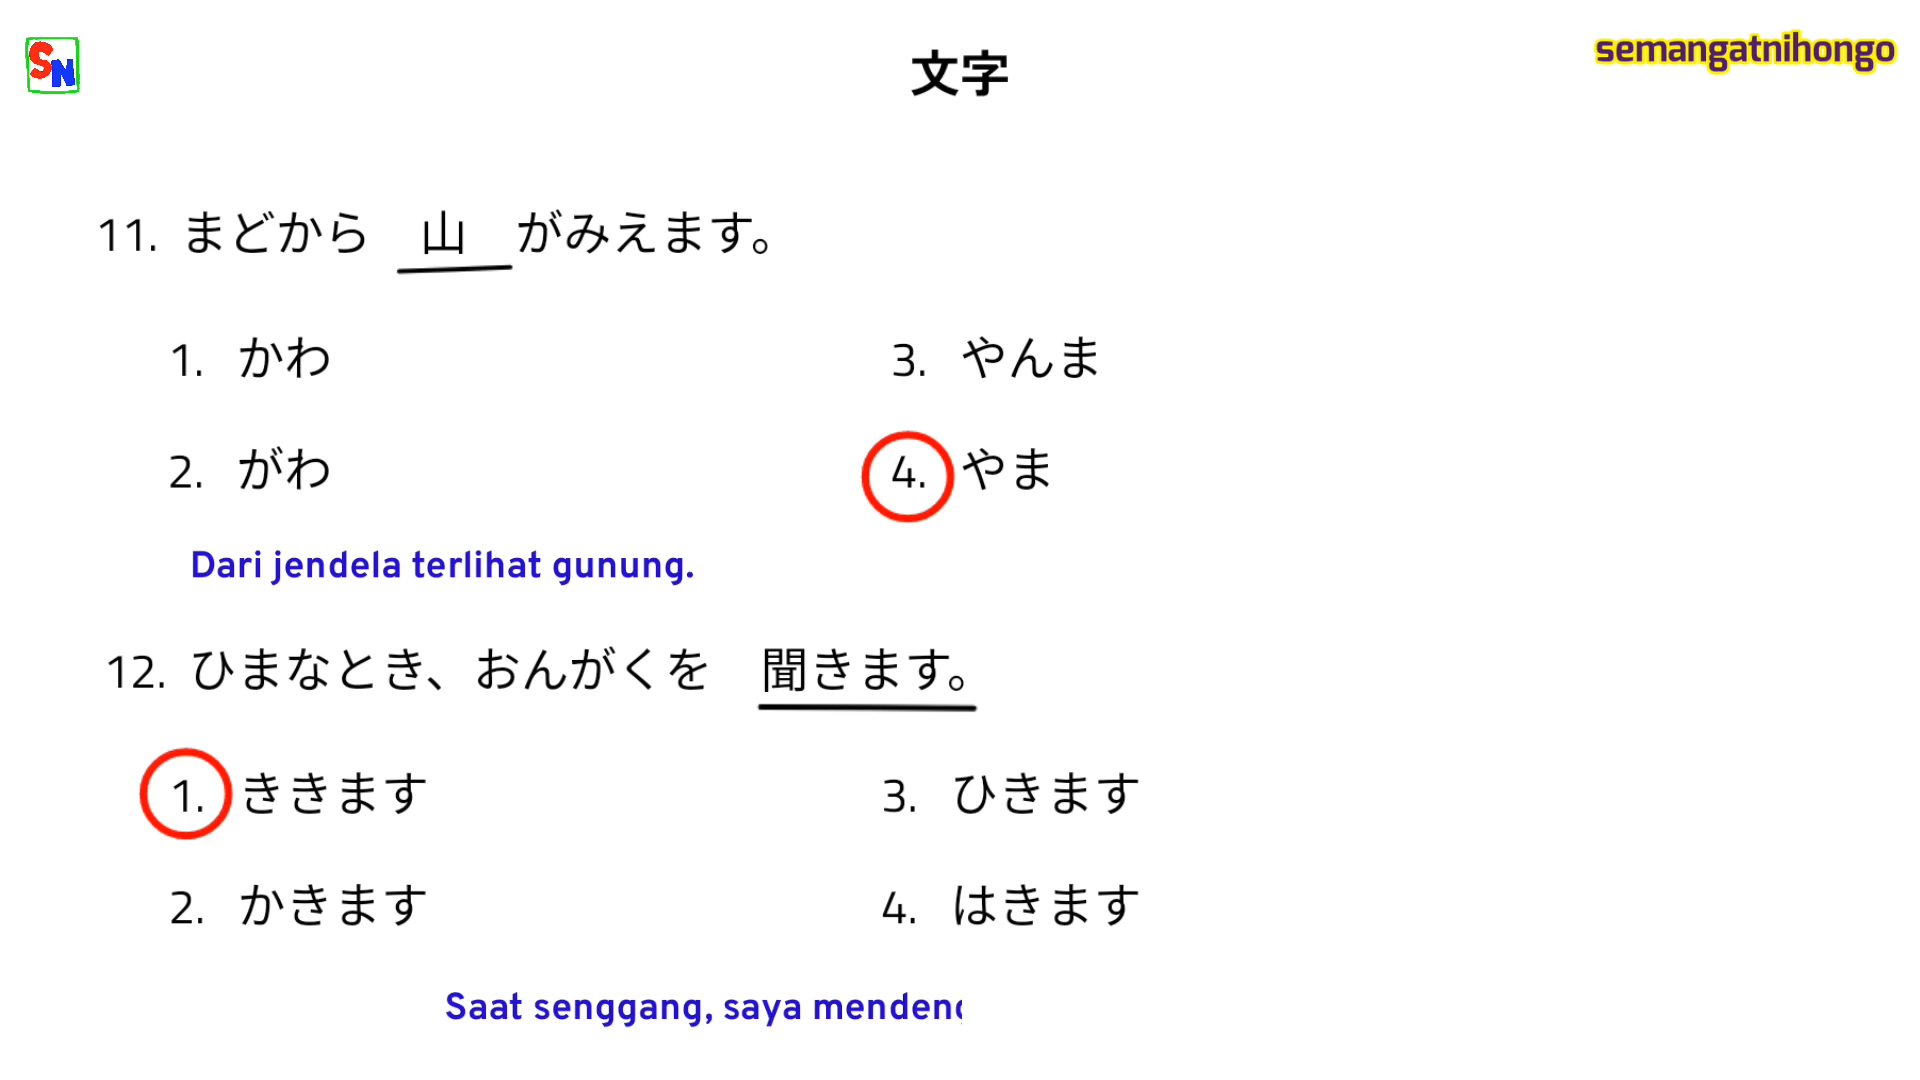 SN
文字
semangatnihongo
11. まどから 山 がみえます。
1. かわ
3. やんま
2. がわ
4. やま
Dari jendela terlihat gunung.
12. ひまなとき、おんがくを 聞きます。
1. ききます
3. ひきます
2. かきます
4. はきます
Saat senggang, saya